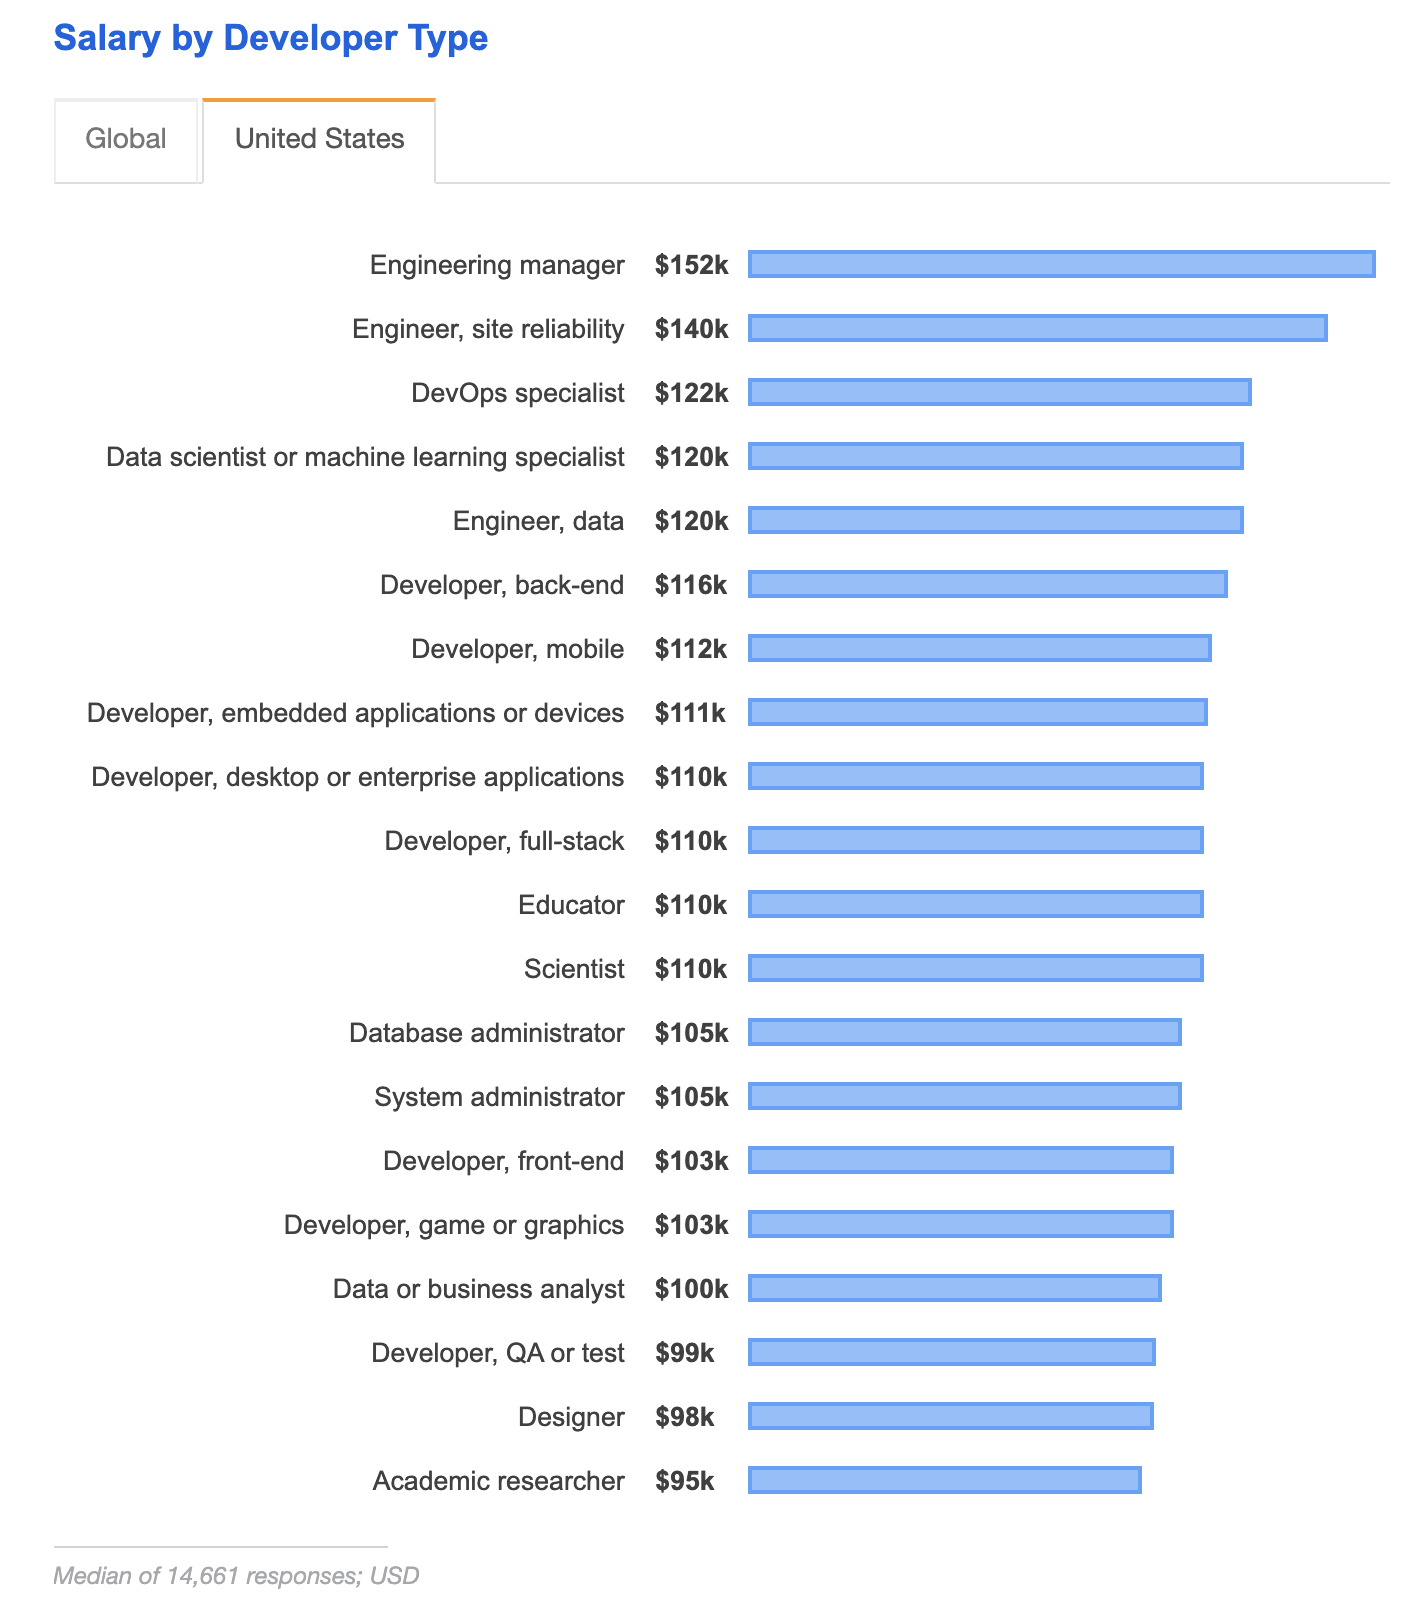 Salary by Developer Type
Global United States
Engineering manager $152k
Engineer, site reliability $140k
DevOps specialist $122k
Data scientist or machine learning specialist $120k
Engineer, data $120k
Developer, back-end $116k
Developer, mobile $112k
Developer, embedded applications or devices $111k
Developer, desktop or enterprise applications $110k
Developer, full-stack $110k
Educator $110k
Scientist $110k
Database administrator $105k
System administrator $105k
Developer, front-end $103k
Developer, game or graphics $103k
Data or business analyst $100k
Developer, QA or test $99k
Designer $98k
Academic researcher $95k
Median of 14,661 responses; USD